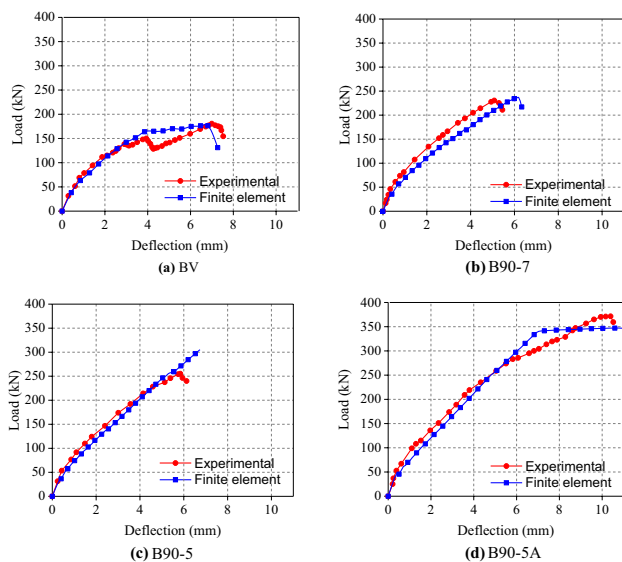 400
350
300
250
200
150
100
50
0
Load (kN)
Experimental
Finite element
0 2 4 6 8 10
Deflection (mm)
(a) BV
400
350
300
250
200
150
100
50
0
Load (kN)
Experimental
Finite element
0 2 4 6 8 10
Deflection (mm)
(b) B90-7
400
350
300
250
200
150
100
50
0
Load (kN)
Experimental
Finite element
0 2 4 6 8 10
Deflection (mm)
(c) B90-5
400
350
300
250
200
150
100
50
0
Load (kN)
Experimental
Finite element
0 2 4 6 8 10
Deflection (mm)
(d) B90-5A